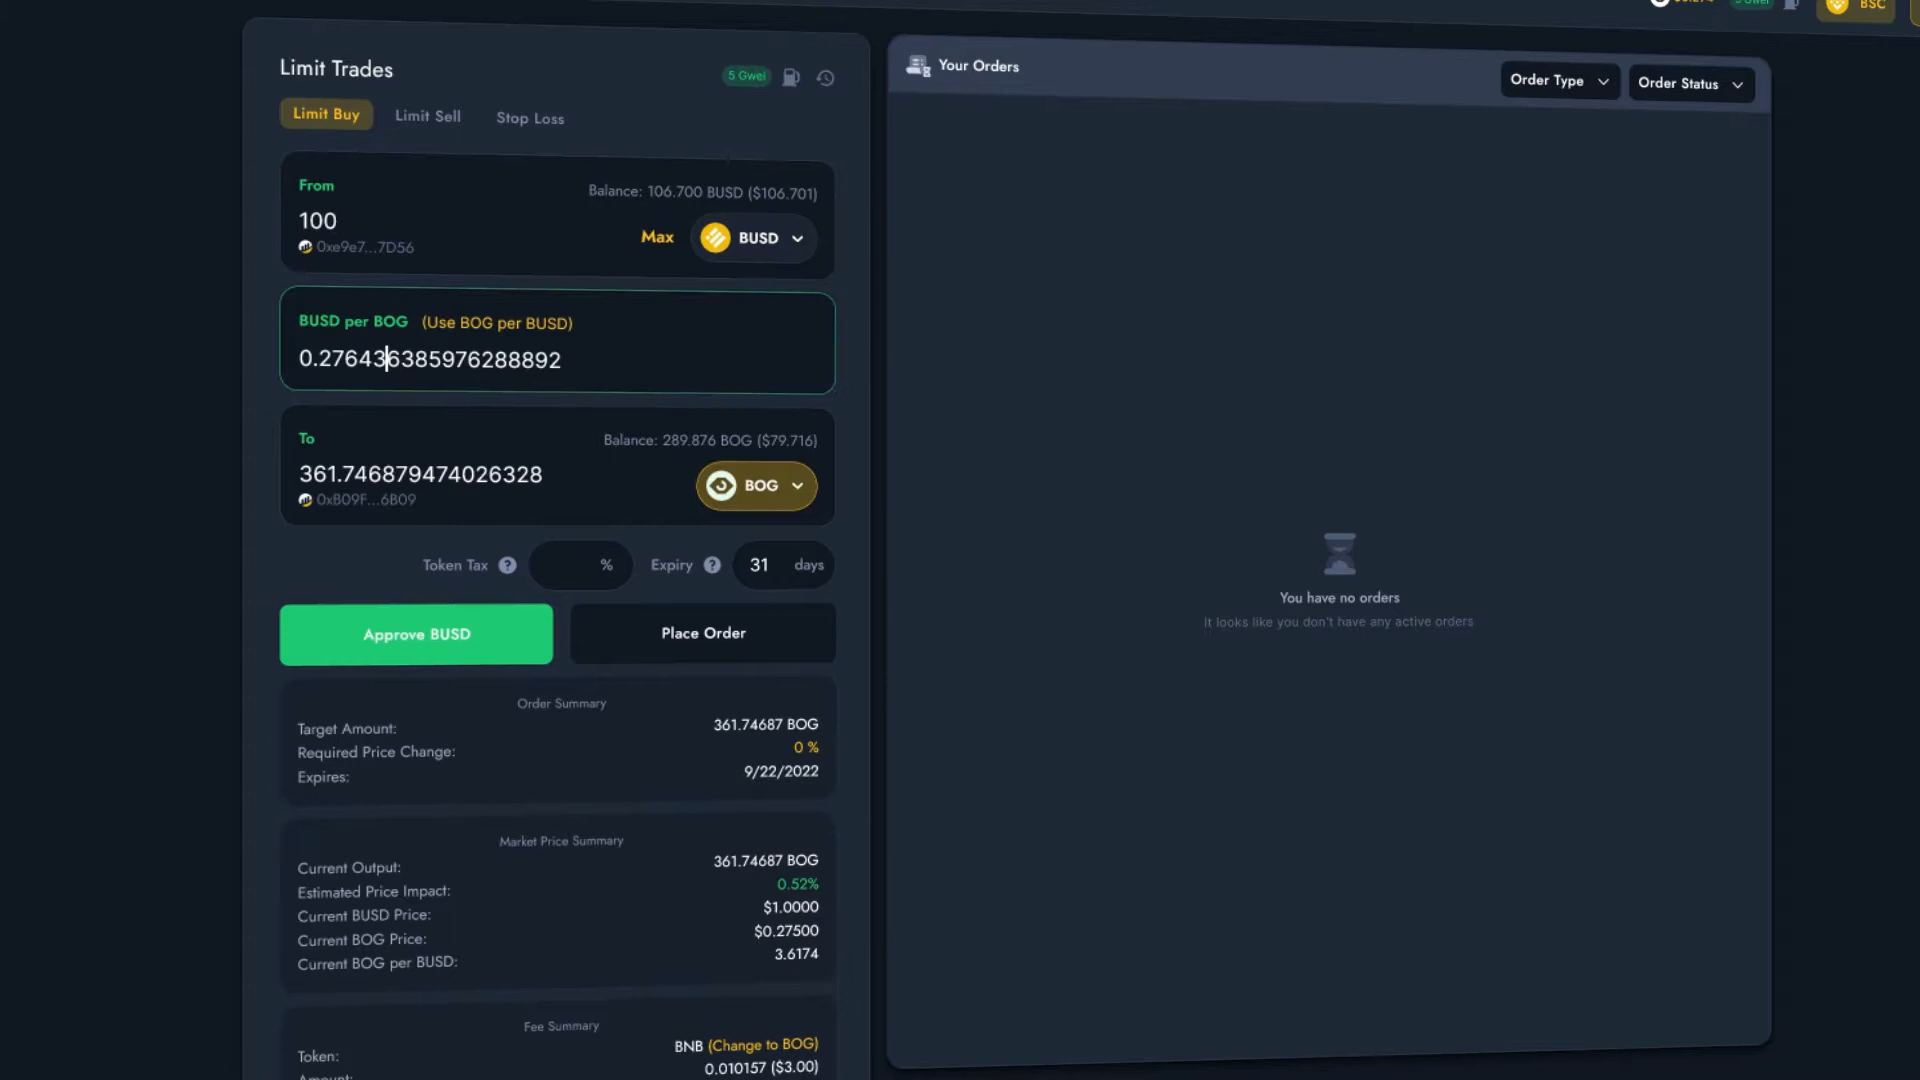 BSC
Limit Trades
5 Gwei
Limit Buy
Limit Sell
Stop Loss
From
Balance: 106.700 BUSD ($106.701)
100
Max
BUSD
0xe9e7...7D56
BUSD per BOG (Use BOG per BUSD)
0.276436385976288892
To
Balance: 289.876 BOG ($79.716)
361.746879474026328
BOG
0xB09F...6B09
Token Tax ? %
Expiry ? 31 days
Approve BUSD
Place Order
Order Summary
Target Amount: 361.74687 BOG
Required Price Change: 0 %
Expires: 9/22/2022
Market Price Summary
Current Output: 361.74687 BOG
Estimated Price Impact: 0.52%
Current BUSD Price: $1.0000
Current BOG Price: $0.27500
Current BOG per BUSD: 3.6174
Fee Summary
Token: BNB (Change to BOG)
Amount: 0.010157 ($3.00)
Your Orders
Order Type
Order Status
You have no orders
It looks like you don't have any active orders